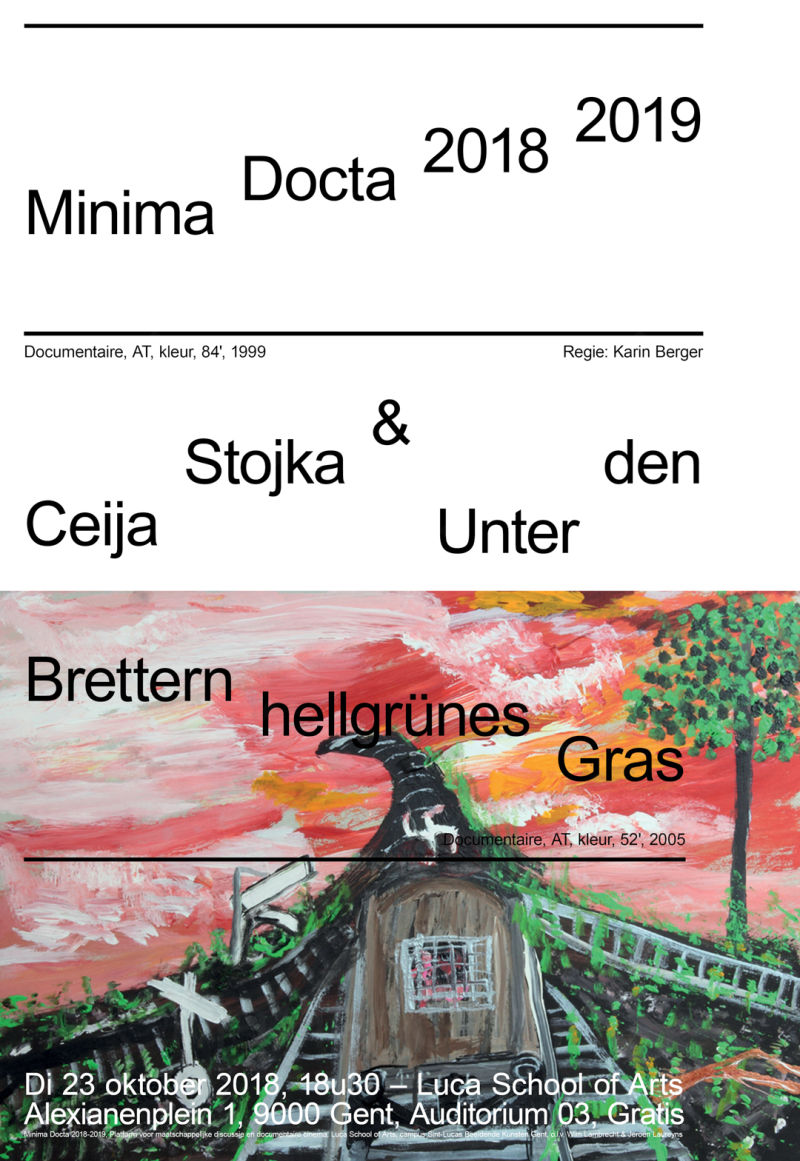 Minima Docta 2018 2019
Documentaire, AT, kleur, 84', 1999
Regie: Karin Berger
Ceija Stojka & Unter den
Brettern hellgrünes Gras
Documentaire, AT, kleur, 52', 2005
Di 23 oktober 2018, 18u30 – Luca School of Arts
Alexianenplein 1, 9000 Gent, Auditorium 03, Gratis
Minima Docta 2018-2019, Platform voor maatschappelijke discussie en documentaire cinema. Luca School of Arts, campus Sint-Lucas Beeldende Kunsten Gent, o.l.v. Wim Lambrecht & Jeroen Laureyns